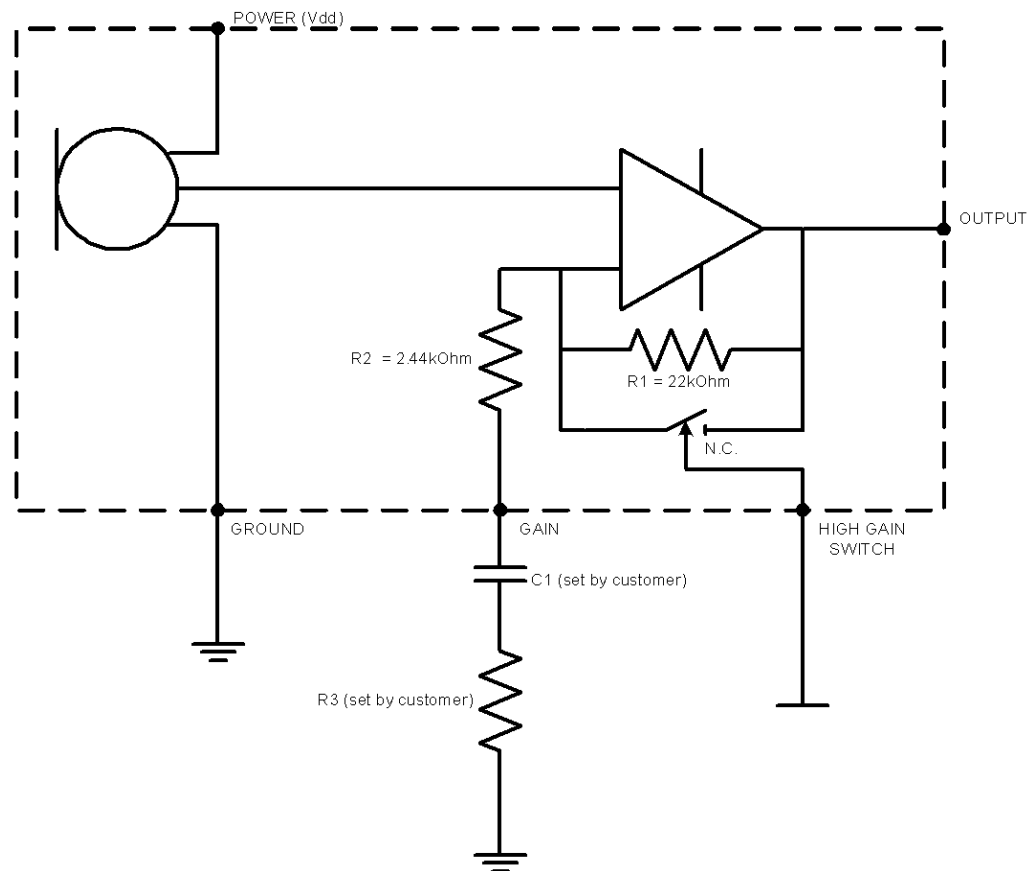 POWER (Vdd)
OUTPUT
R2 = 2.44kOhm
R1 = 22kOhm
N.C.
GROUND
GAIN
HIGH GAIN
SWITCH
C1 (set by customer)
R3 (set by customer)